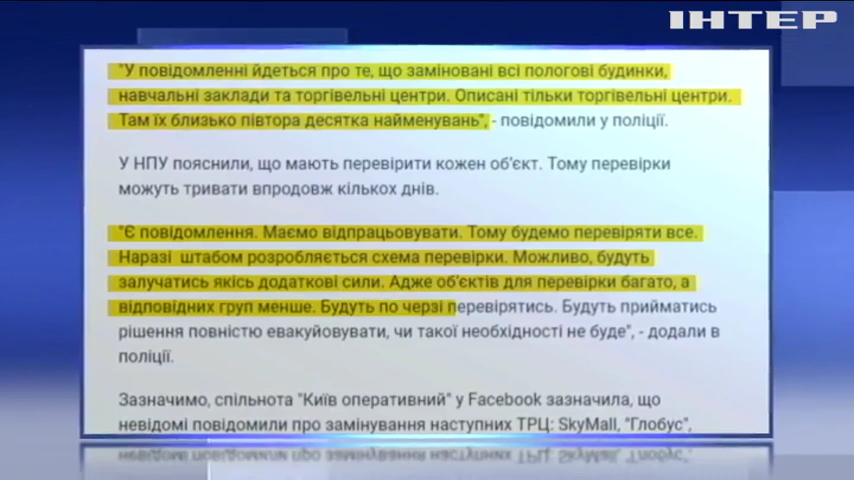 ІНТЕР
"У повідомленні йдеться про те, що заміновані всі пологові будинки,
навчальні заклади та торгівельні центри. Описані тільки торгівельні центри.
Там їх близько півтора десятка найменувань", - повідомили у поліції.
У НПУ пояснили, що мають перевірити кожен об'єкт. Тому перевірки
можуть тривати впродовж кількох днів.
"Є повідомлення. Маємо відпрацьовувати. Тому будемо перевіряти все.
Наразі штабом розробляється схема перевірки. Можливо, будуть
залучатись якісь додаткові сили. Адже об'єктів для перевірки багато, а
відповідних груп менше. Будуть по черзі перевірятись. Будуть прийматись
рішення повністю евакуйовувати, чи такої необхідності не буде", - додали в
поліції.
Зазначимо, спільнота "Київ оперативний" у Facebook зазначила, що
невідомі повідомили про замінування наступних ТРЦ: SkyMall, "Глобус",